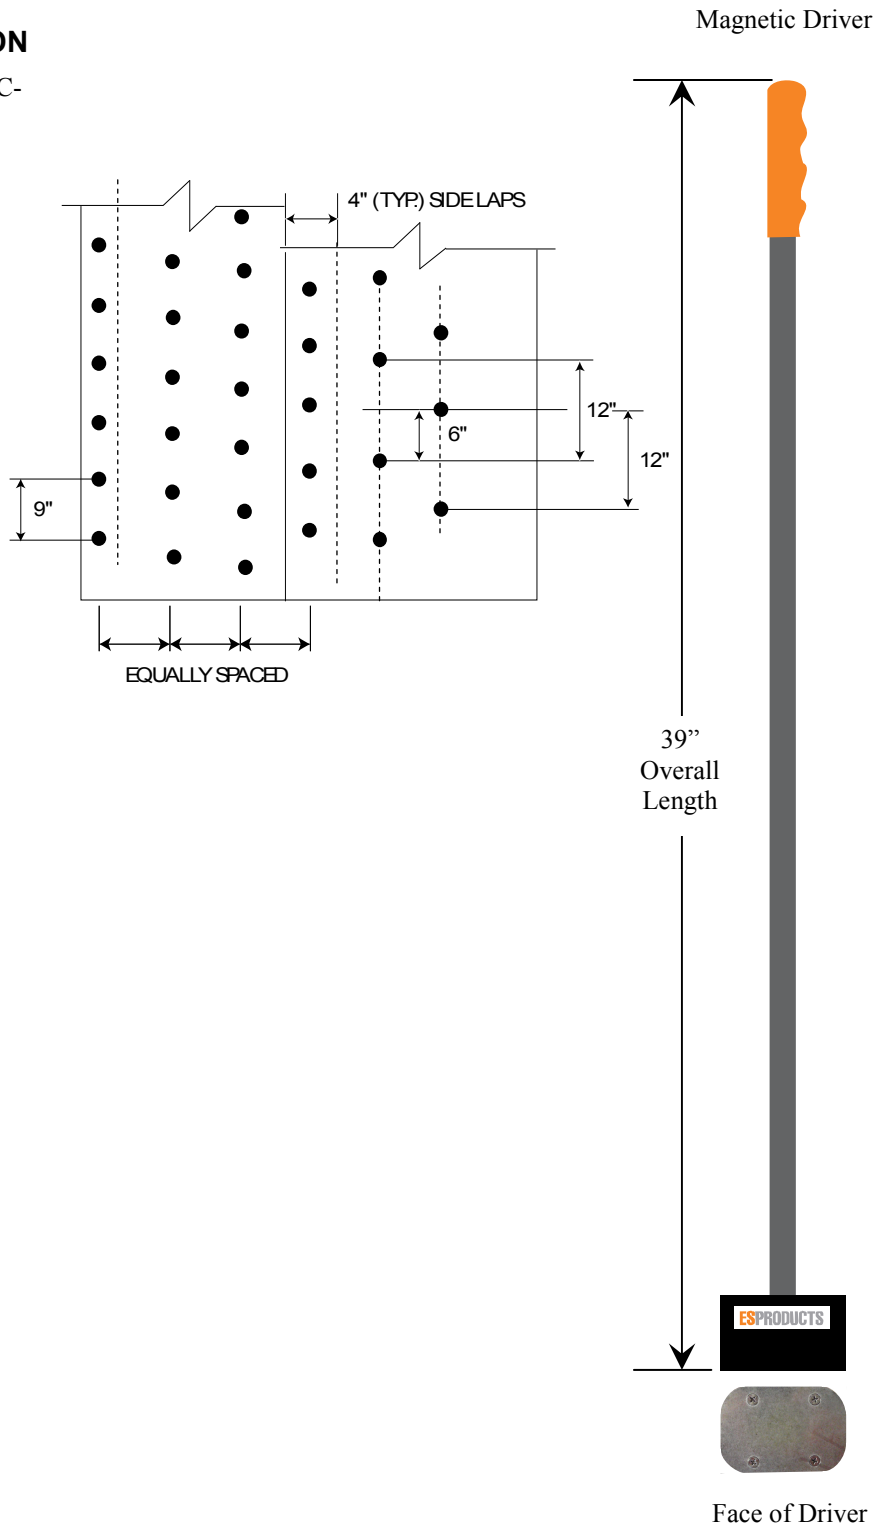 Magnetic Driver
ON
C-
4" (TYP.) SIDE LAPS
12"
6"
12"
9"
EQUALLY SPACED
39”
Overall
Length
ESPRODUCTS
Face of Driver